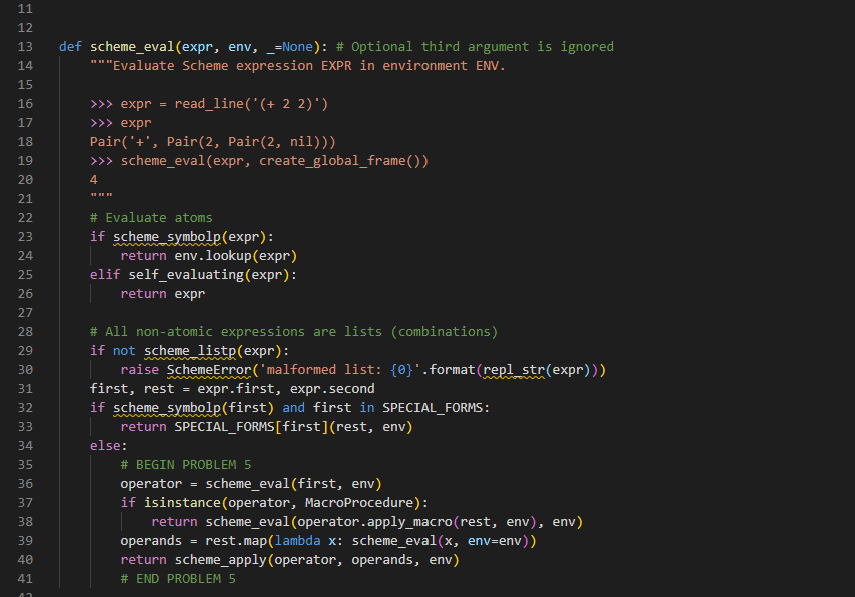 11
12
13 def scheme_eval(expr, env, _=None): # Optional third argument is ignored
14     """Evaluate Scheme expression EXPR in environment ENV.
15
16     >>> expr = read_line('(+ 2 2)')
17     >>> expr
18     Pair('+', Pair(2, Pair(2, nil)))
19     >>> scheme_eval(expr, create_global_frame())
20     4
21     """
22     # Evaluate atoms
23     if scheme_symbolp(expr):
24         return env.lookup(expr)
25     elif self_evaluating(expr):
26         return expr
27
28     # All non-atomic expressions are lists (combinations)
29     if not scheme_listp(expr):
30         raise SchemeError('malformed list: {0}'.format(repl_str(expr)))
31     first, rest = expr.first, expr.second
32     if scheme_symbolp(first) and first in SPECIAL_FORMS:
33         return SPECIAL_FORMS[first](rest, env)
34     else:
35         # BEGIN PROBLEM 5
36         operator = scheme_eval(first, env)
37         if isinstance(operator, MacroProcedure):
38             return scheme_eval(operator.apply_macro(rest, env), env)
39         operands = rest.map(lambda x: scheme_eval(x, env=env))
40         return scheme_apply(operator, operands, env)
41         # END PROBLEM 5